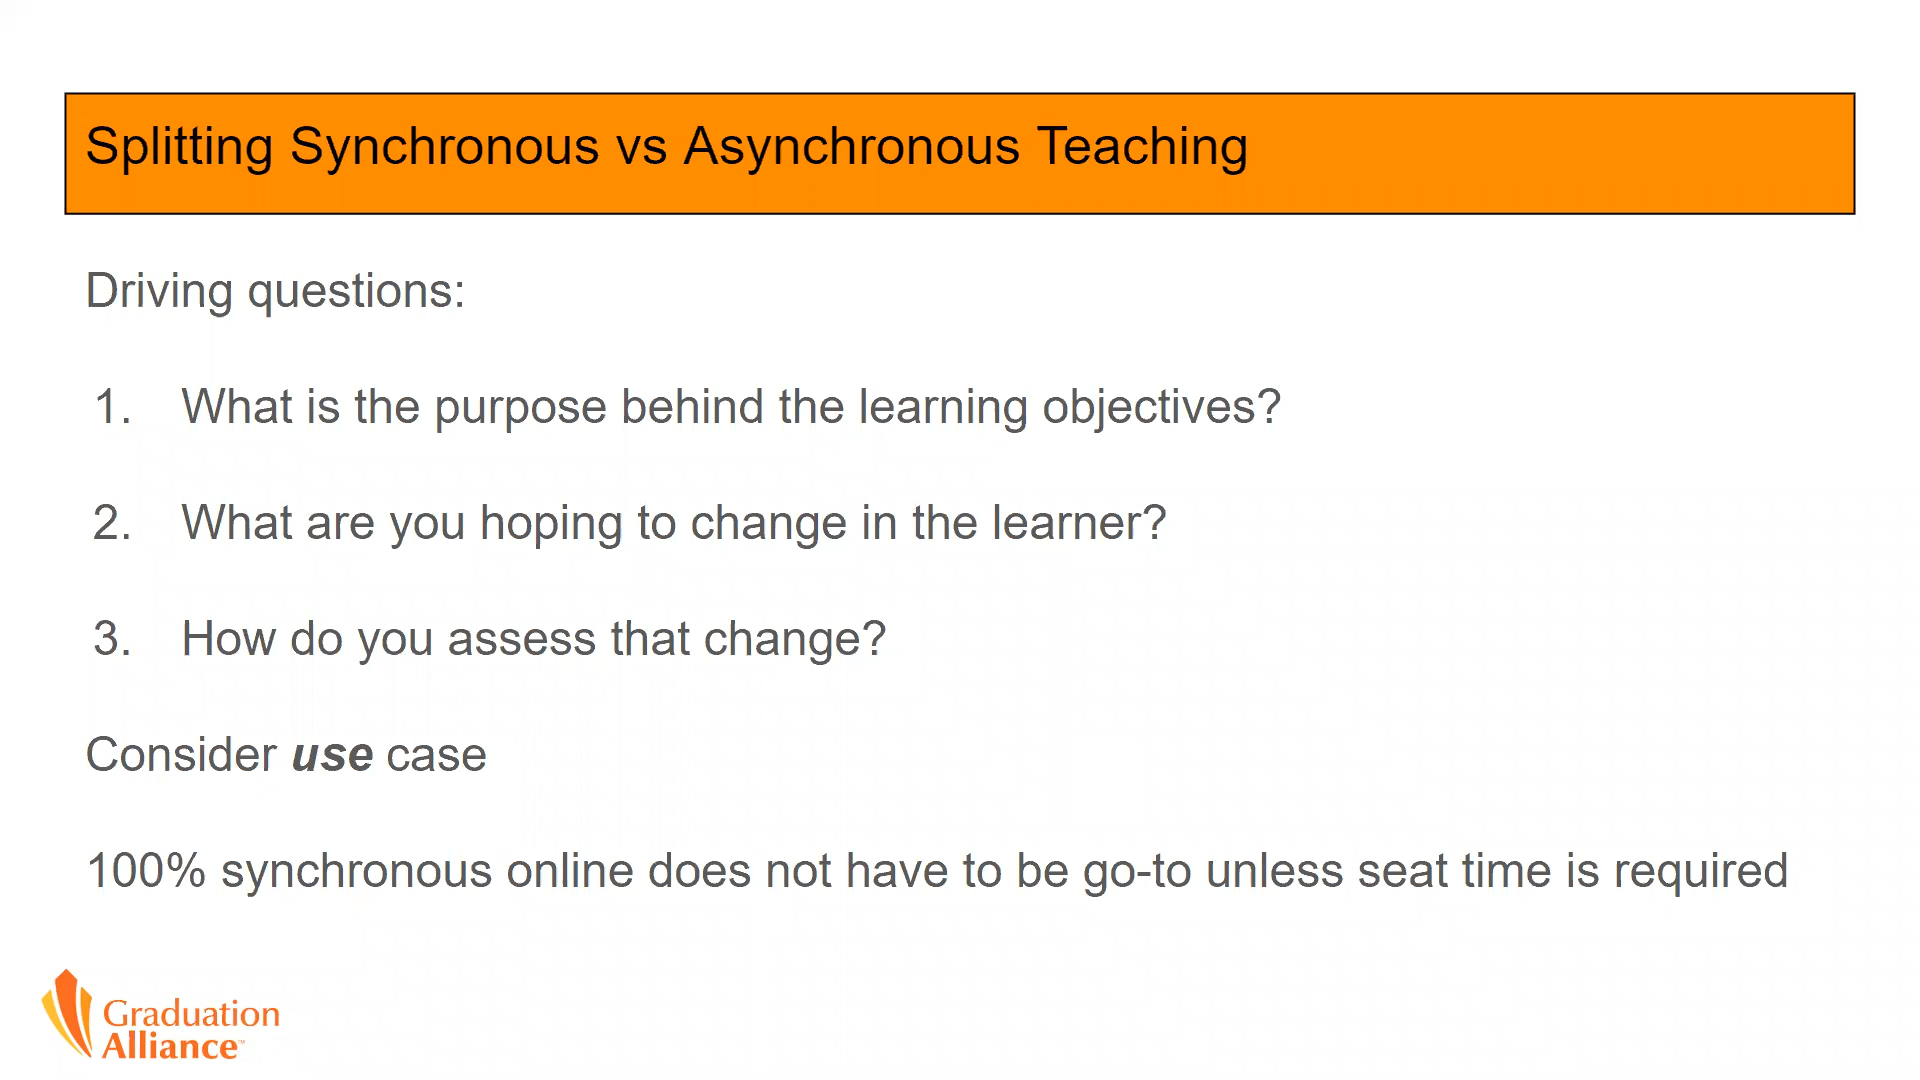 Splitting Synchronous vs Asynchronous Teaching
Driving questions:
1. What is the purpose behind the learning objectives?
2. What are you hoping to change in the learner?
3. How do you assess that change?
Consider use case
100% synchronous online does not have to be go-to unless seat time is required
Graduation
Alliance™